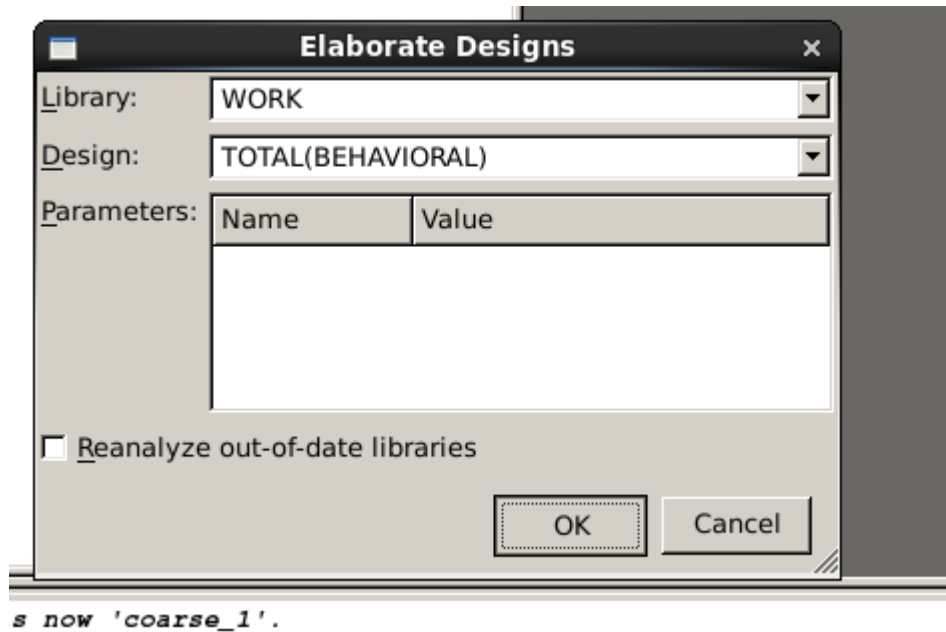 Elaborate Designs
Library: WORK
Design: TOTAL(BEHAVIORAL)
Parameters: Name Value
Reanalyze out-of-date libraries
OK Cancel
s now 'coarse_1'.